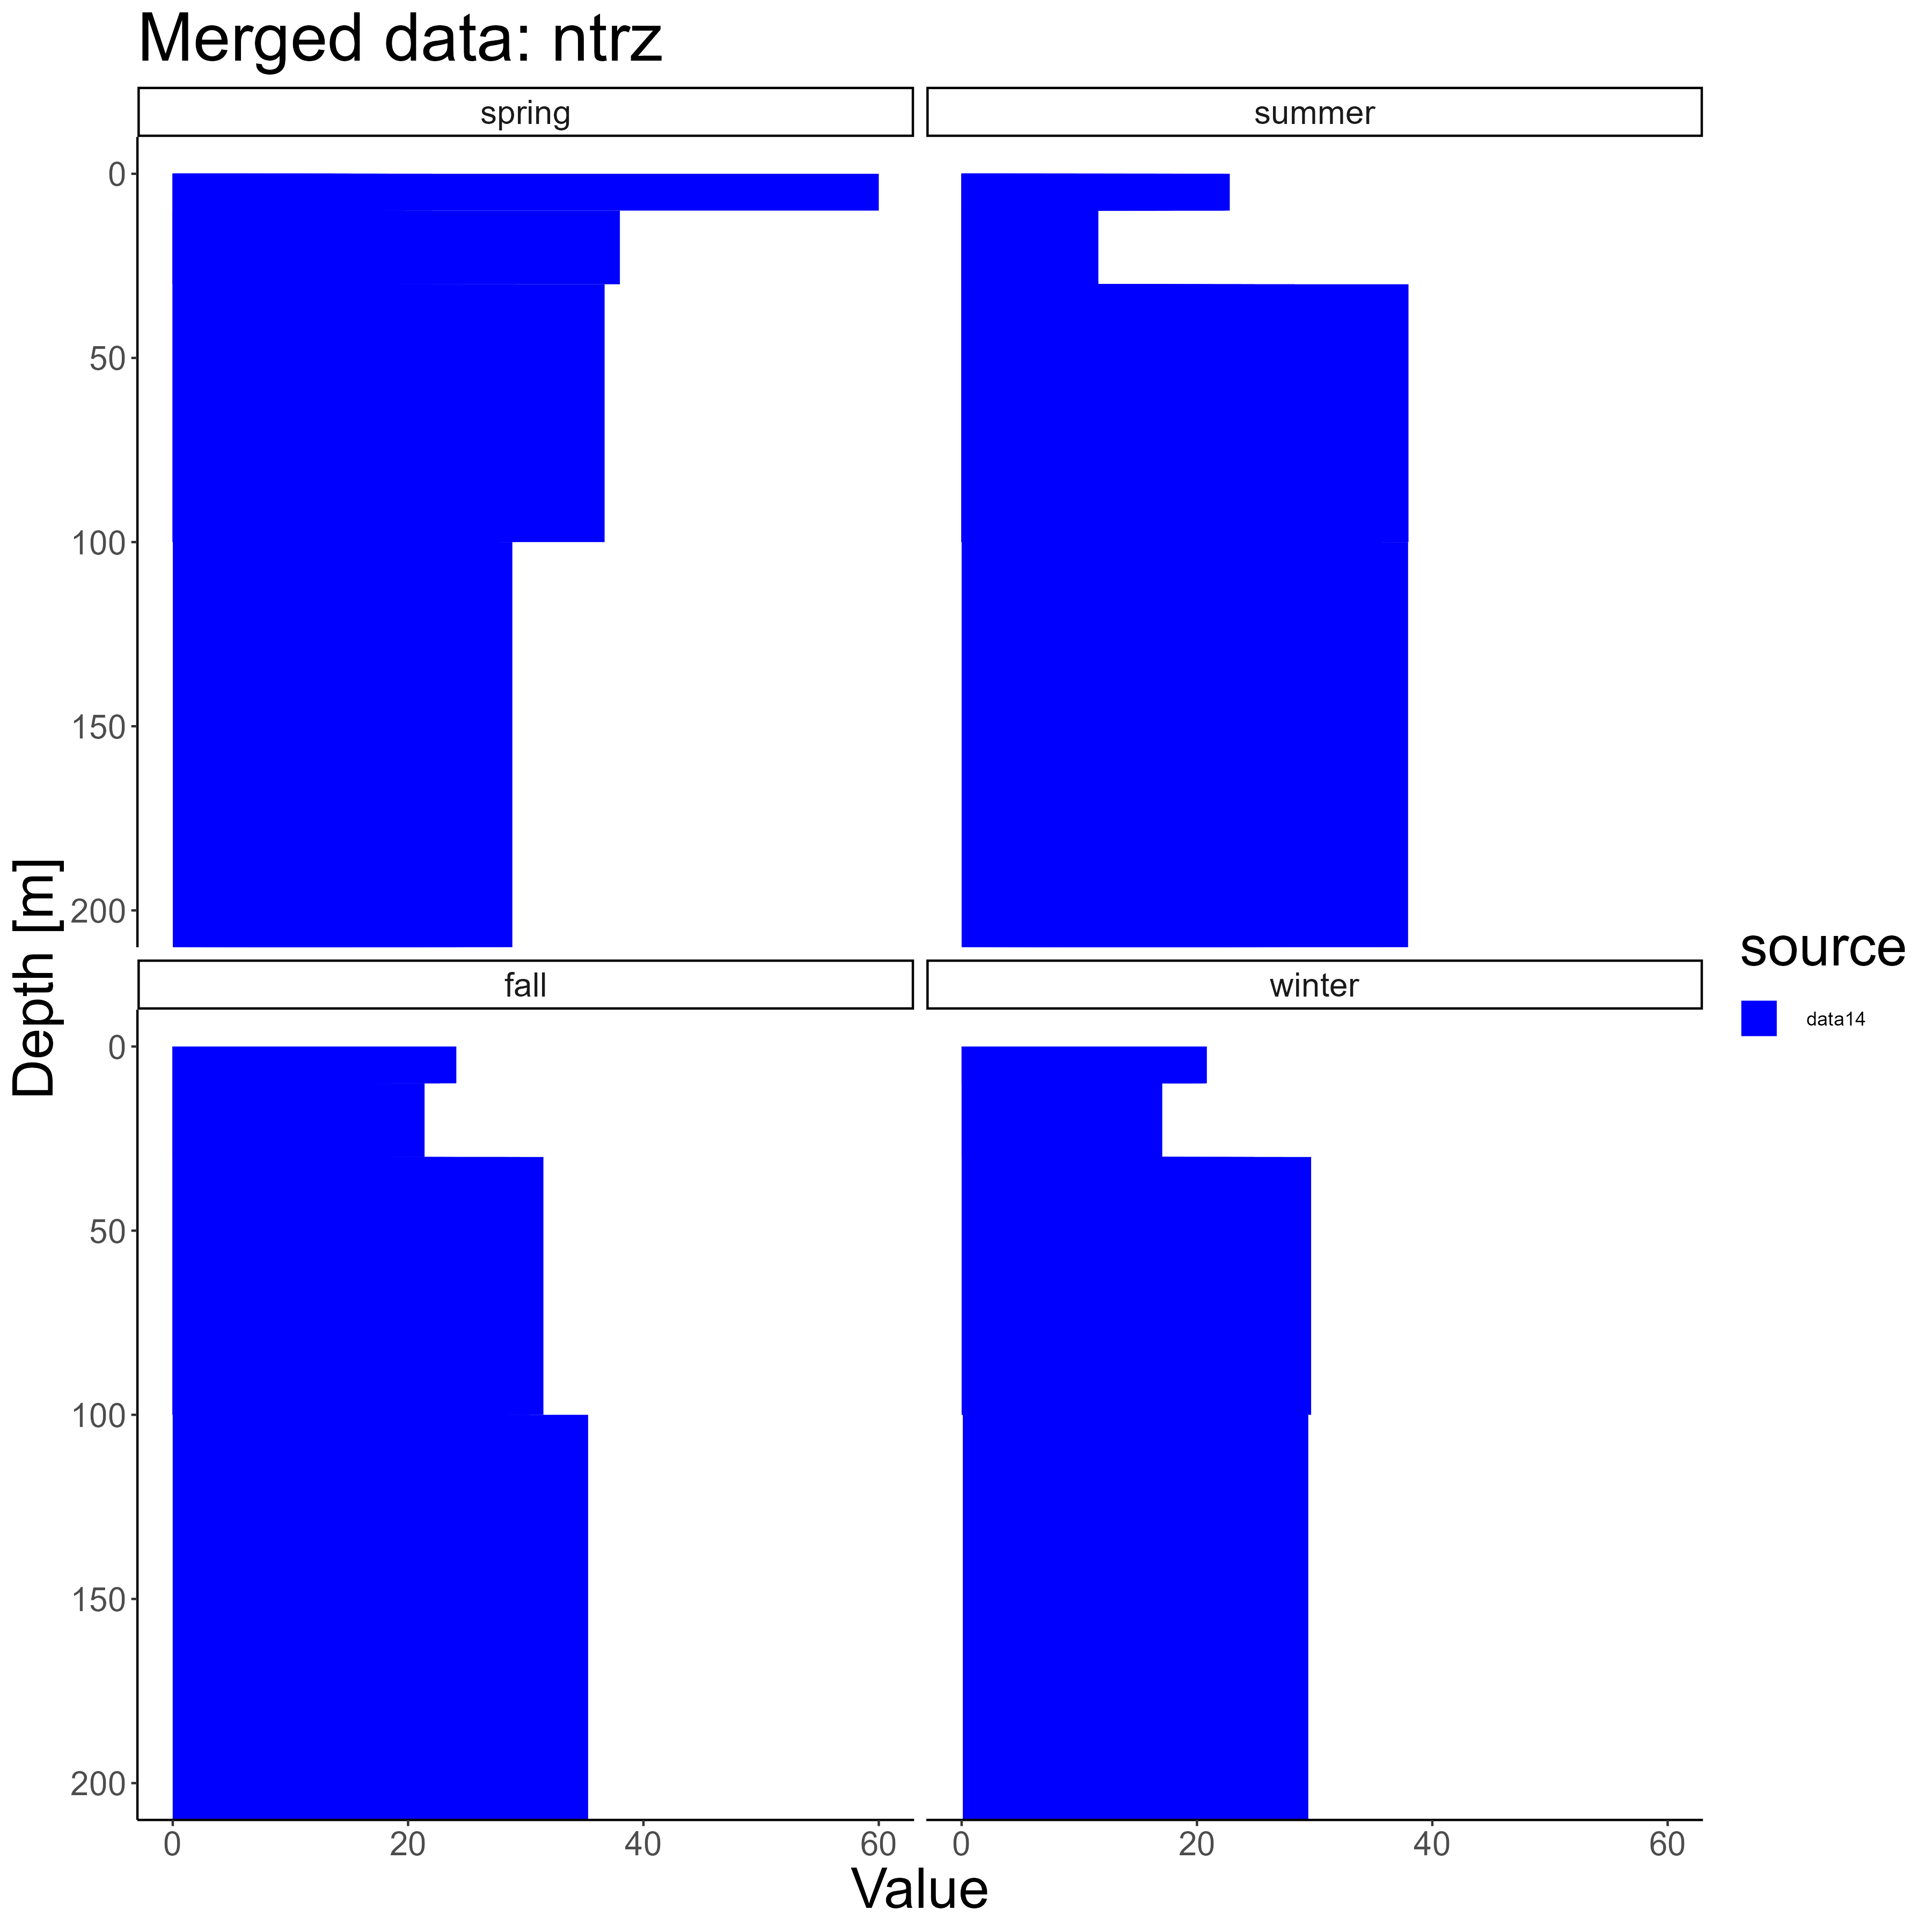 Merged data: ntrz
spring
summer
0
50
100
150
200
fall
winter
0
50
100
150
200
0 20 40 60
0 20 40 60
Value
Depth [m]
source
data14